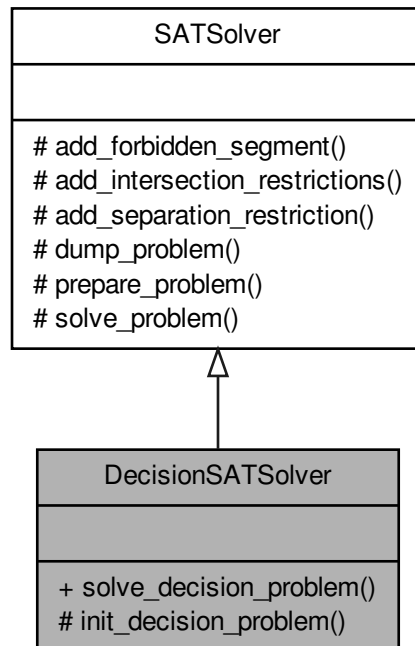 SATSolver
# add_forbidden_segment()
# add_intersection_restrictions()
# add_separation_restriction()
# dump_problem()
# prepare_problem()
# solve_problem()
DecisionSATSolver
+ solve_decision_problem()
# init_decision_problem()